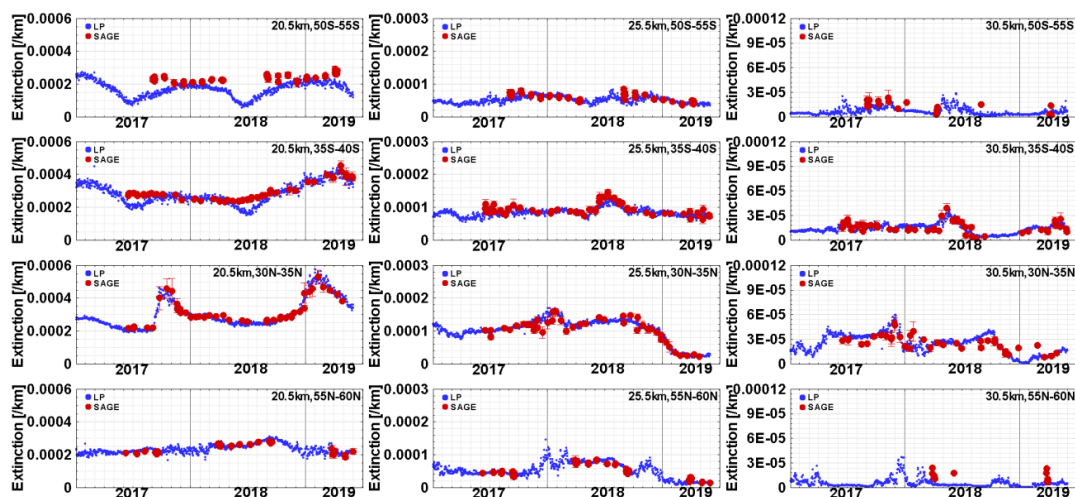 Extinction [/km]
0.0006
0.0004
0.0002
0
LP
SAGE
20.5km,50S-55S
2017
2018
2019
Extinction [/km]
0.0003
0.0002
0.0001
0
LP
SAGE
25.5km,50S-55S
2017
2018
2019
Extinction [/km]
0.00012
9E-05
6E-05
3E-05
0
LP
SAGE
30.5km,50S-55S
2017
2018
2019
Extinction [/km]
0.0006
0.0004
0.0002
0
LP
SAGE
20.5km,35S-40S
2017
2018
2019
Extinction [/km]
0.0003
0.0002
0.0001
0
LP
SAGE
25.5km,35S-40S
2017
2018
2019
Extinction [/km]
0.00012
9E-05
6E-05
3E-05
0
LP
SAGE
30.5km,35S-40S
2017
2018
2019
Extinction [/km]
0.0006
0.0004
0.0002
0
LP
SAGE
20.5km,30N-35N
2017
2018
2019
Extinction [/km]
0.0003
0.0002
0.0001
0
LP
SAGE
25.5km,30N-35N
2017
2018
2019
Extinction [/km]
0.00012
9E-05
6E-05
3E-05
0
LP
SAGE
30.5km,30N-35N
2017
2018
2019
Extinction [/km]
0.0006
0.0004
0.0002
0
LP
SAGE
20.5km,55N-60N
2017
2018
2019
Extinction [/km]
0.0003
0.0002
0.0001
0
LP
SAGE
25.5km,55N-60N
2017
2018
2019
Extinction [/km]
0.00012
9E-05
6E-05
3E-05
0
LP
SAGE
30.5km,55N-60N
2017
2018
2019